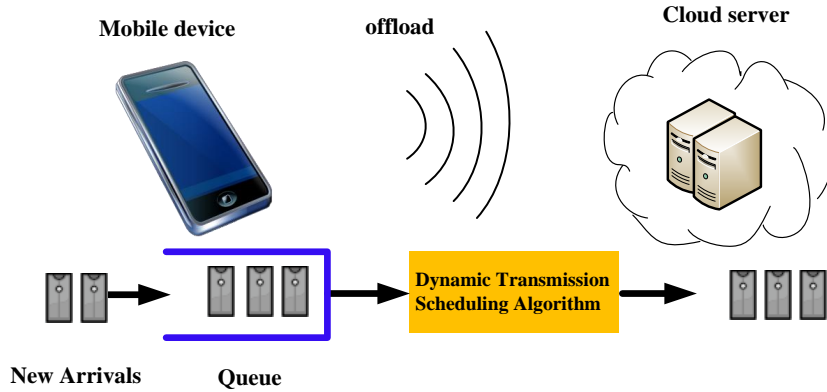 Mobile device
offload
Cloud server
Dynamic Transmission
Scheduling Algorithm
New Arrivals
Queue